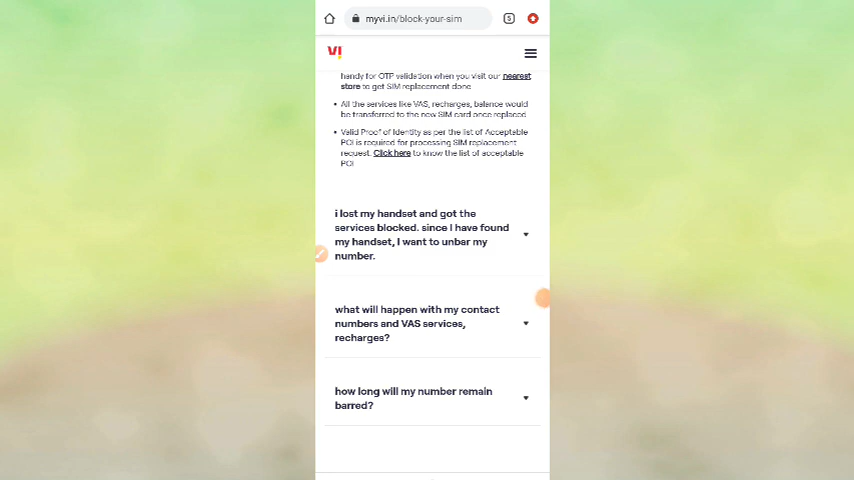 myvi.in/block-your-sim
5
VI
handy for OTP validation when you visit our nearest
store to get SIM replacement done
• All the services like VAS, recharges, balance would
be transferred to the new SIM card once replaced
• Valid Proof of Identity as per the list of Acceptable
POI is required for processing SIM replacement
request. Click here to know the list of acceptable
POI
i lost my handset and got the
services blocked. since I have found
my handset, I want to unbar my
number.
what will happen with my contact
numbers and VAS services,
recharges?
how long will my number remain
barred?